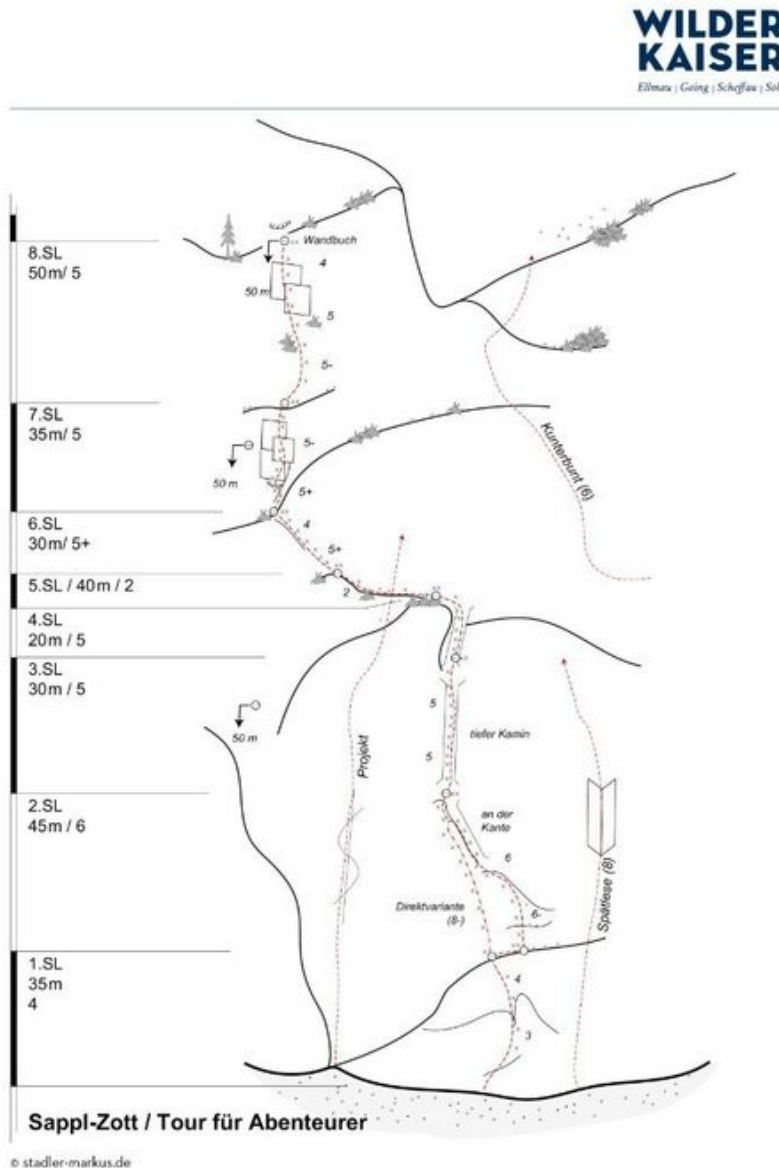 WILDER
KAISER
Ellmau | Going | Scheffau | Söl
Wandbuch
4
50 m
5
5-
8.SL
50m/ 5
7.SL
35m/ 5
5-
50 m
Kunterbunt (6)
5+
4
5+
6.SL
30m/ 5+
5.SL / 40m / 2
2
4.SL
20m / 5
3.SL
30m / 5
50 m
5
5
tiefer Kamin
Projekt
2.SL
45m / 6
an der
Kante
6
Direktvariante
(8-)
6-
Spätlese (8)
1.SL
35m
4
4
3
Sappl-Zott / Tour für Abenteurer
© stadler-markus.de